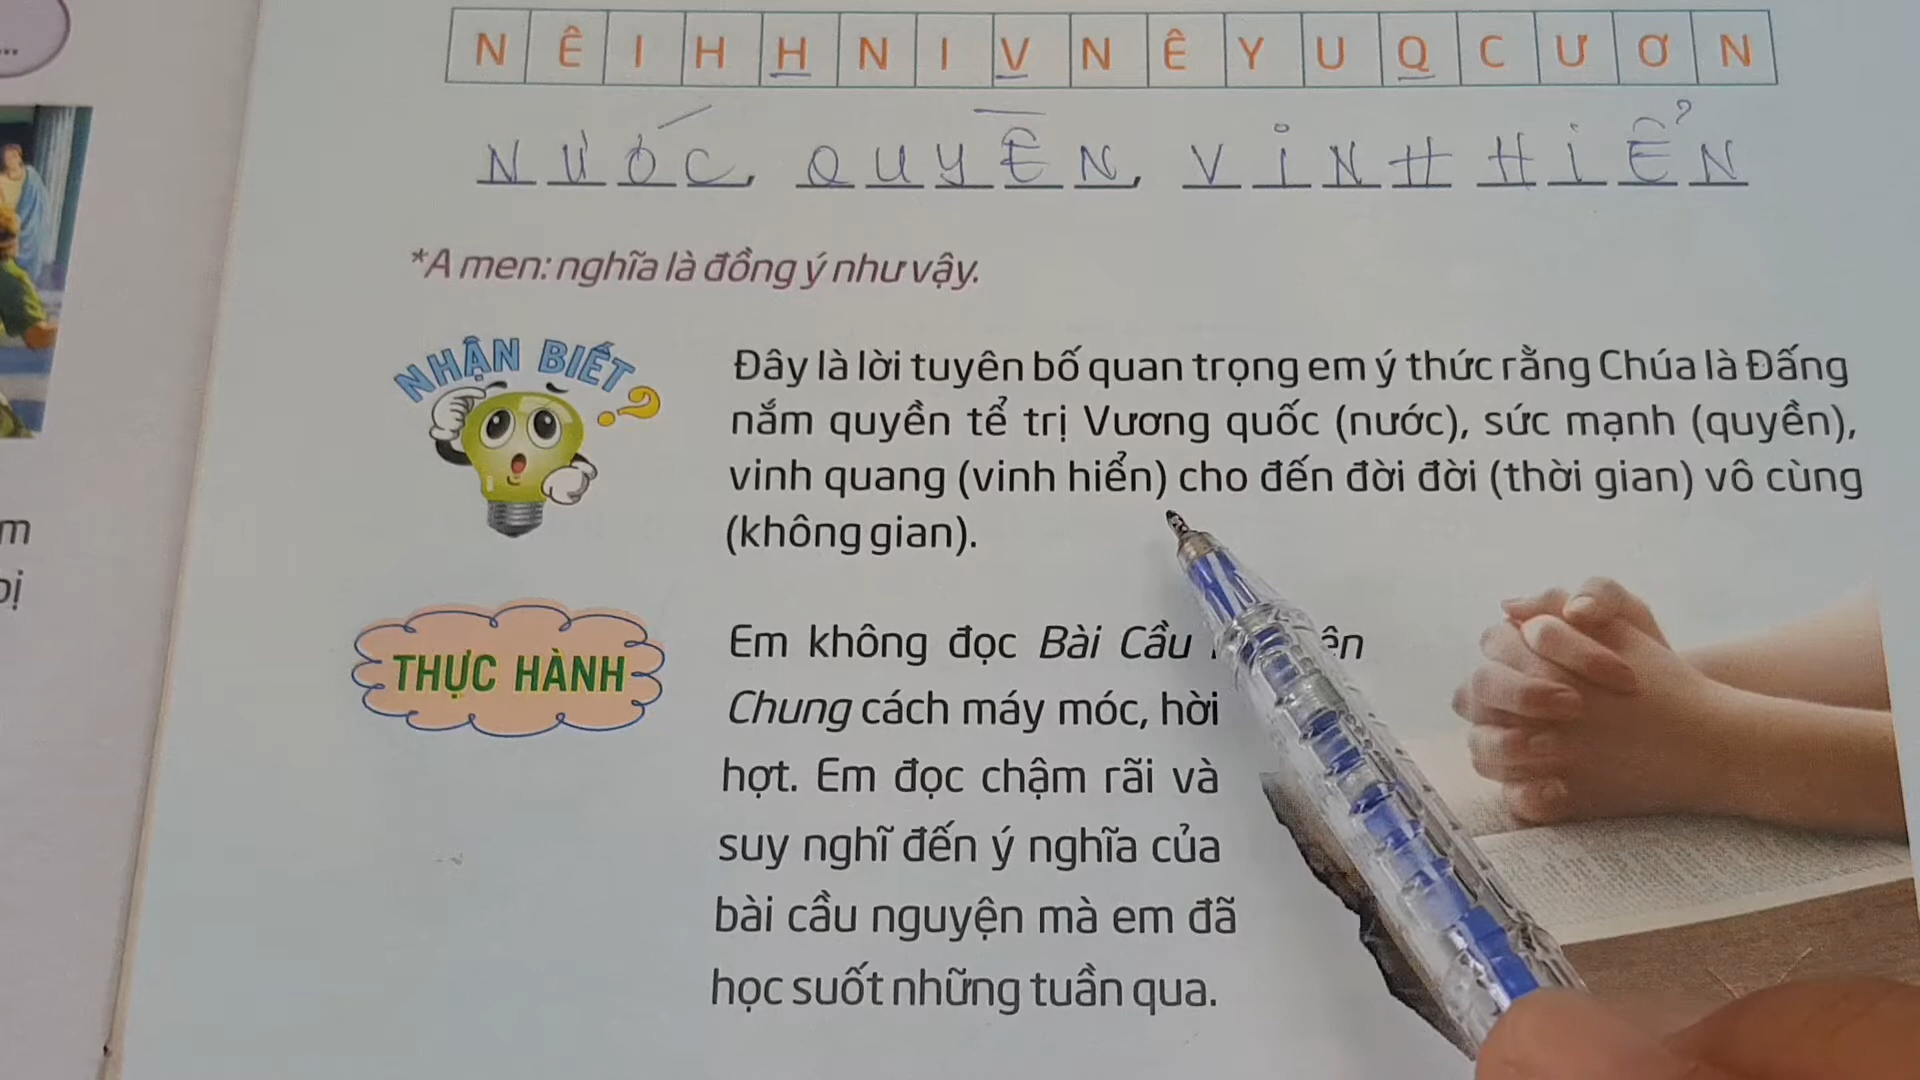 ...
N Ê I H H N I V N Ê Y U Q C Ư Ơ N
NƯỚC, QUYỀN, VINH HIỂN
*A men: nghĩa là đồng ý như vậy.
NHẬN BIẾT?
Đây là lời tuyên bố quan trọng em ý thức rằng Chúa là Đấng
nắm quyền tể trị Vương quốc (nước), sức mạnh (quyền),
vinh quang (vinh hiển) cho đến đời đời (thời gian) vô cùng
(không gian).
m
bị
THỰC HÀNH
Em không đọc Bài Cầu ên
Chung cách máy móc, hời
hợt. Em đọc chậm rãi và
suy nghĩ đến ý nghĩa của
bài cầu nguyện mà em đã
học suốt những tuần qua.